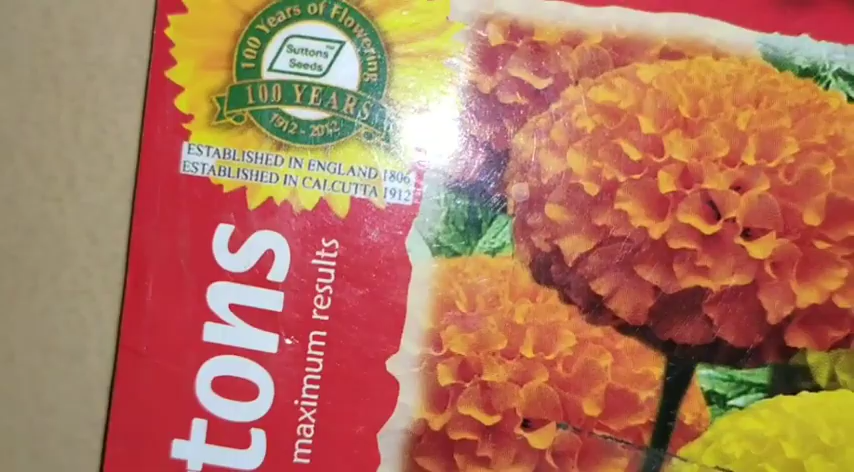 100 Years of Flowering
Suttons™
Seeds
100 YEARS
1912 - 2012
ESTABLISHED IN ENGLAND 1806
ESTABLISHED IN CALCUTTA 1912
tons
maximum results